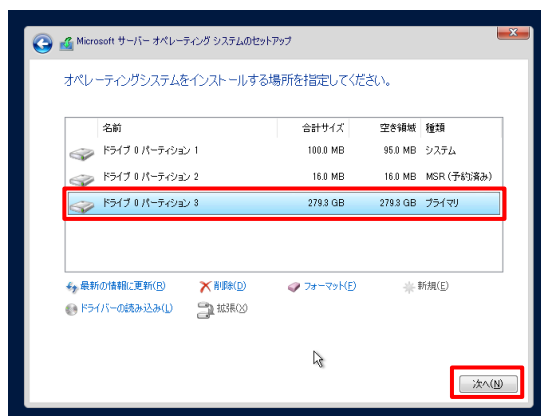 Microsoft サーバー オペレーティング システムのセットアップ
オペレーティングシステムをインストールする場所を指定してください。
名前 合計サイズ 空き領域 種類
ドライブ 0 パーティション 1 100.0 MB 95.0 MB システム
ドライブ 0 パーティション 2 16.0 MB 16.0 MB MSR (予約済み)
ドライブ 0 パーティション 3 279.3 GB 279.3 GB プライマリ
最新の情報に更新(R) 削除(D) フォーマット(F) 新規(E)
ドライバーの読み込み(L) 拡張(X)
次へ(N)